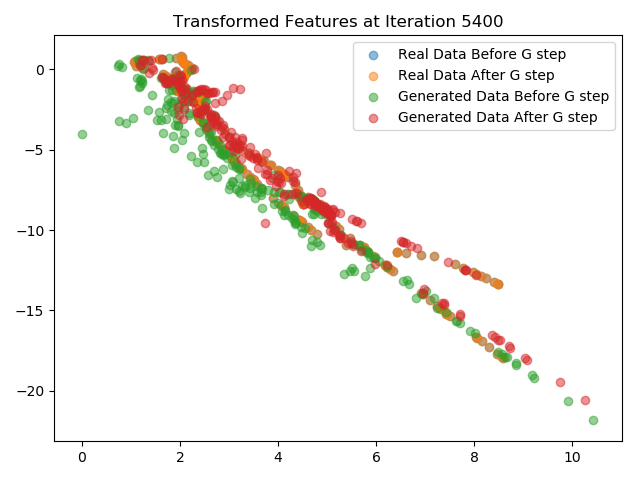 Transformed Features at Iteration 5400
Real Data Before G step
Real Data After G step
Generated Data Before G step
Generated Data After G step
0
−5
−10
−15
−20
0 2 4 6 8 10